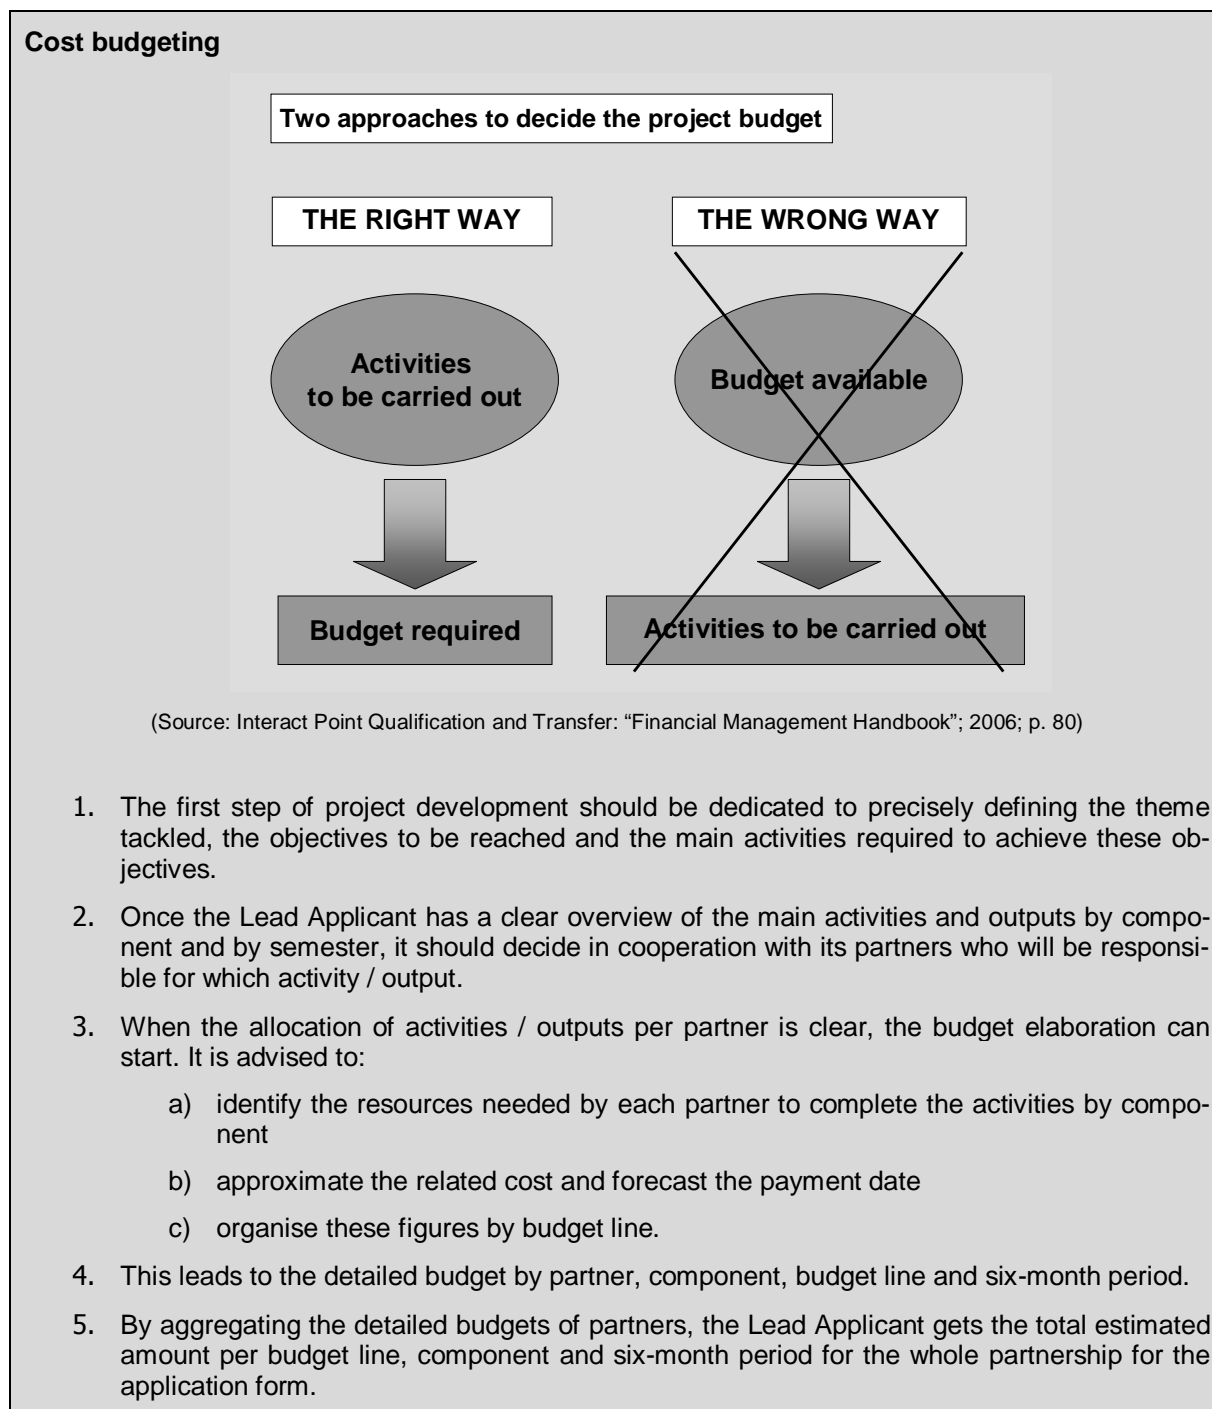 Cost budgeting
Two approaches to decide the project budget
THE RIGHT WAY
THE WRONG WAY
Activities
to be carried out
Budget available
Budget required
Activities to be carried out
(Source: Interact Point Qualification and Transfer: “Financial Management Handbook”; 2006; p. 80)
1. The first step of project development should be dedicated to precisely defining the theme
tackled, the objectives to be reached and the main activities required to achieve these ob-
jectives.
2. Once the Lead Applicant has a clear overview of the main activities and outputs by compo-
nent and by semester, it should decide in cooperation with its partners who will be responsi-
ble for which activity / output.
3. When the allocation of activities / outputs per partner is clear, the budget elaboration can
start. It is advised to:
a) identify the resources needed by each partner to complete the activities by compo-
nent
b) approximate the related cost and forecast the payment date
c) organise these figures by budget line.
4. This leads to the detailed budget by partner, component, budget line and six-month period.
5. By aggregating the detailed budgets of partners, the Lead Applicant gets the total estimated
amount per budget line, component and six-month period for the whole partnership for the
application form.